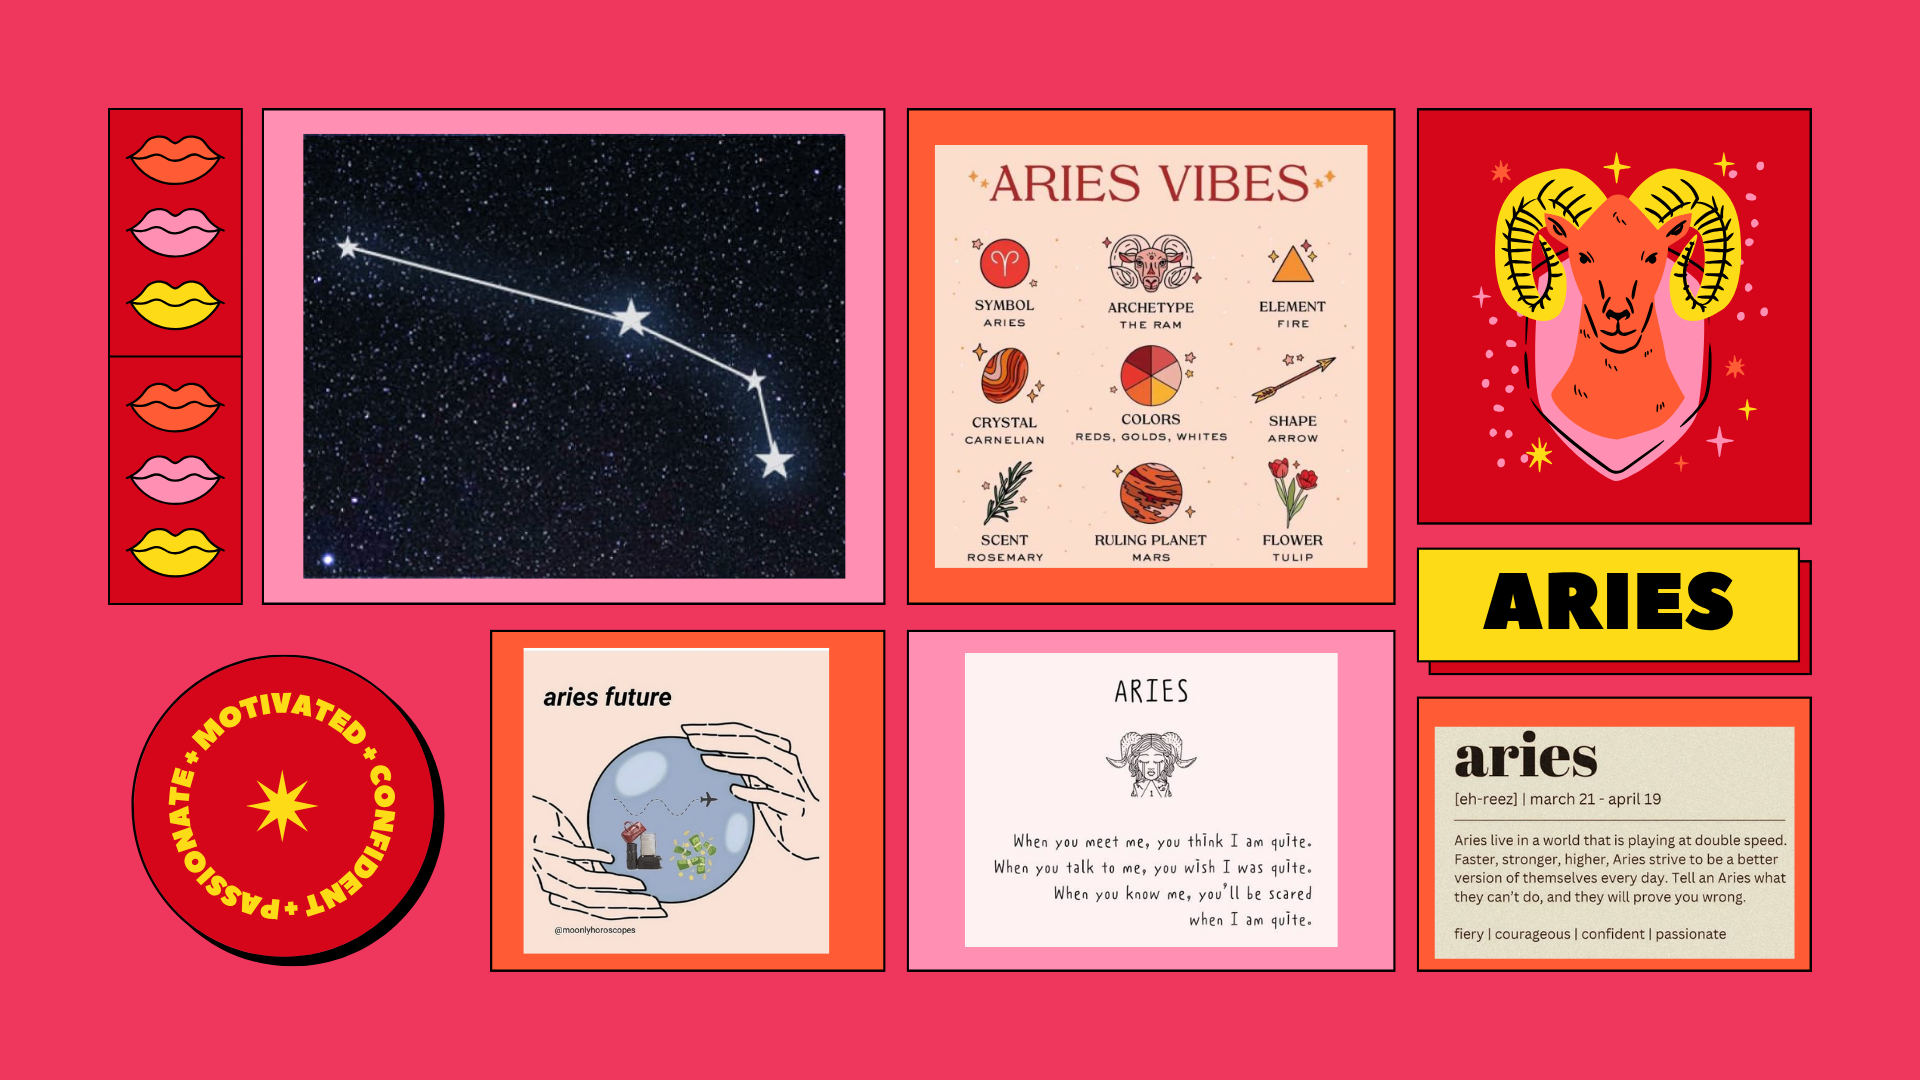 ARIES VIBES
SYMBOL
ARIES
ARCHETYPE
THE RAM
ELEMENT
FIRE
CRYSTAL
CARNELIAN
COLORS
REDS, GOLDS, WHITES
SHAPE
ARROW
SCENT
ROSEMARY
RULING PLANET
MARS
FLOWER
TULIP
ARIES
MOTIVATED + CONFIDENT + PASSIONATE +
aries future
@moonlyhoroscopes
ARIES
When you meet me, you think I am quite.
When you talk to me, you wish I was quite.
When you know me, you'll be scared
when I am quite.
aries
[eh-reez] | march 21 - april 19
Aries live in a world that is playing at double speed.
Faster, stronger, higher, Aries strive to be a better
version of themselves every day. Tell an Aries what
they can't do, and they will prove you wrong.
fiery | courageous | confident | passionate